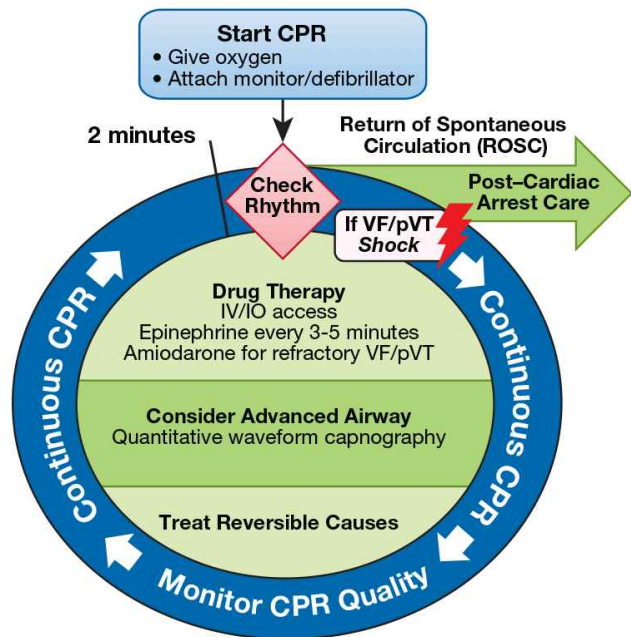 Start CPR
• Give oxygen
• Attach monitor/defibrillator
2 minutes
Return of Spontaneous
Circulation (ROSC)
Check
Rhythm
Post–Cardiac
Arrest Care
If VF/pVT
Shock
Drug Therapy
IV/IO access
Epinephrine every 3-5 minutes
Amiodarone for refractory VF/pVT
Consider Advanced Airway
Quantitative waveform capnography
Treat Reversible Causes
Continuous CPR
Continuous CPR
Monitor CPR Quality